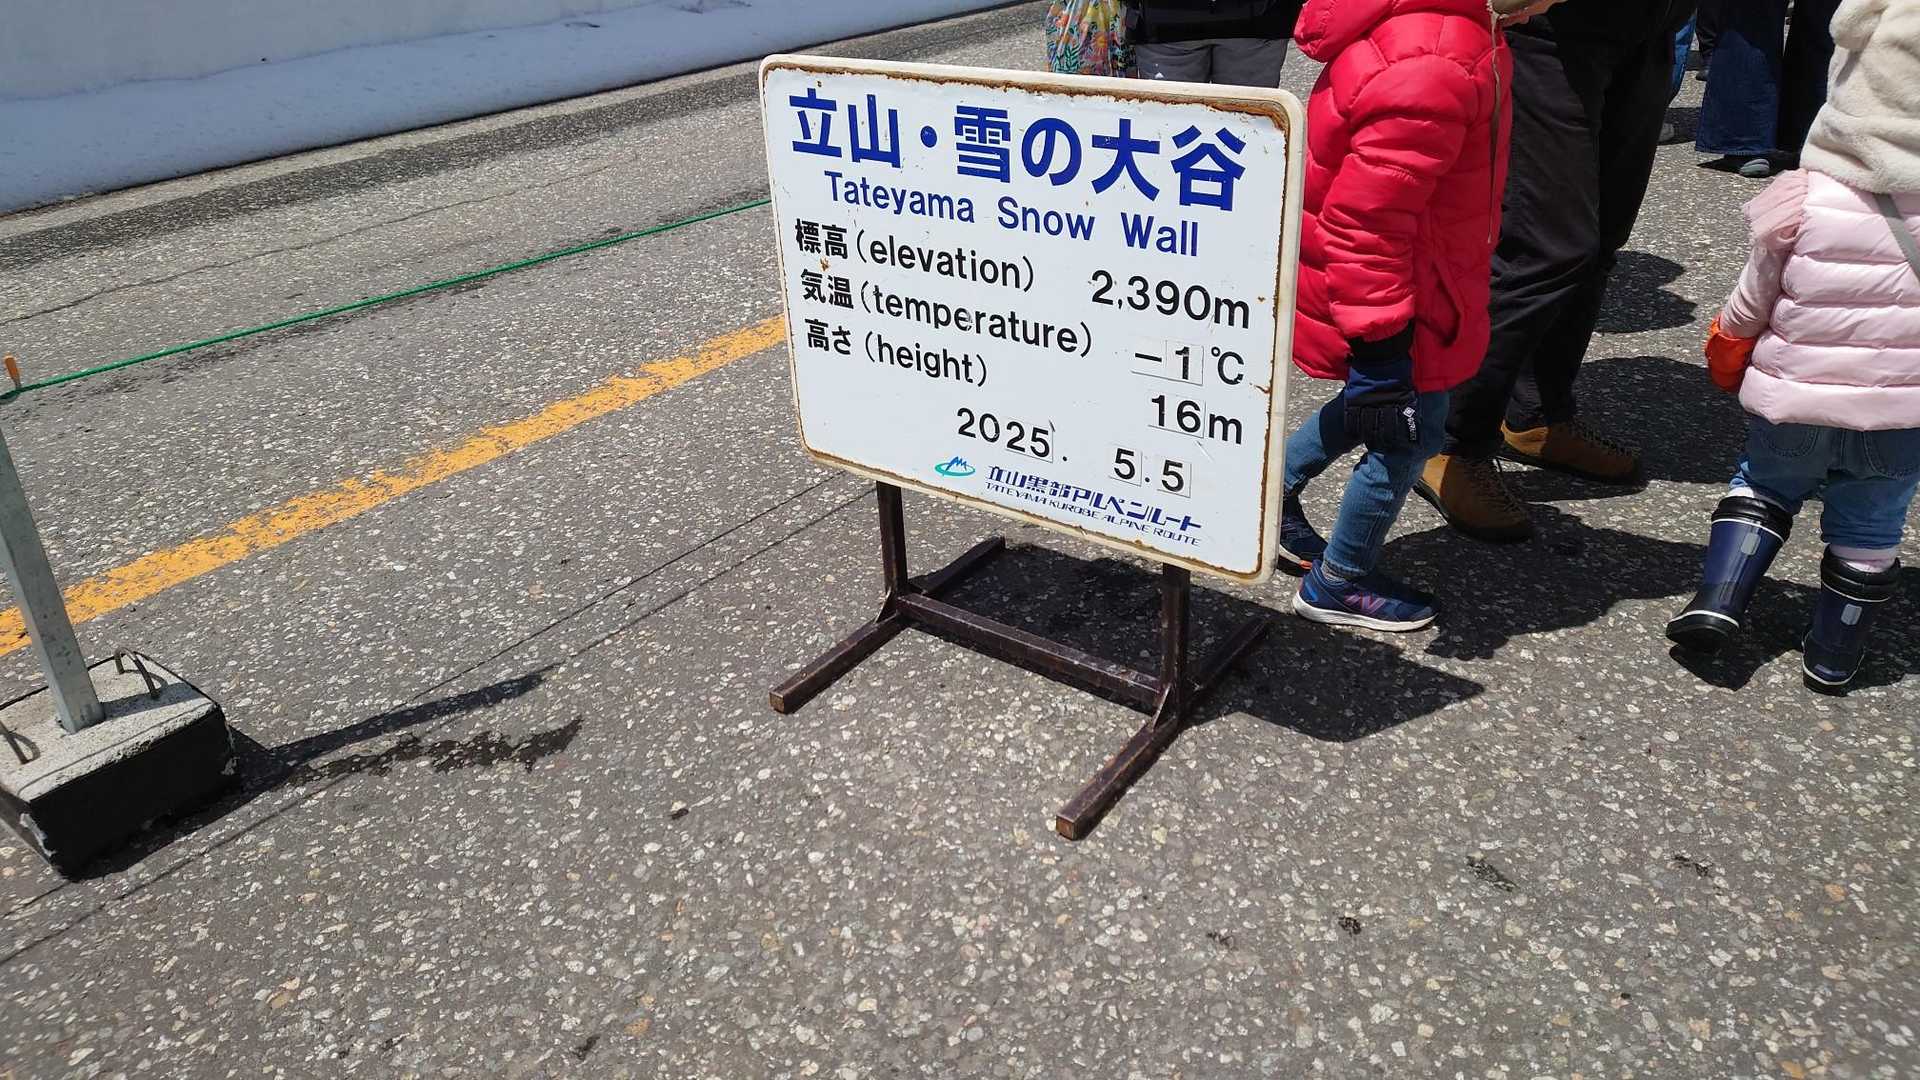 立山・雪の大谷
Tateyama Snow Wall
標高(elevation) 2,390m
気温(temperature) －1℃
高さ(height) 16m
2025. 5.5
立山黒部アルペンルート
TATEYAMA KUROBE ALPINE ROUTE